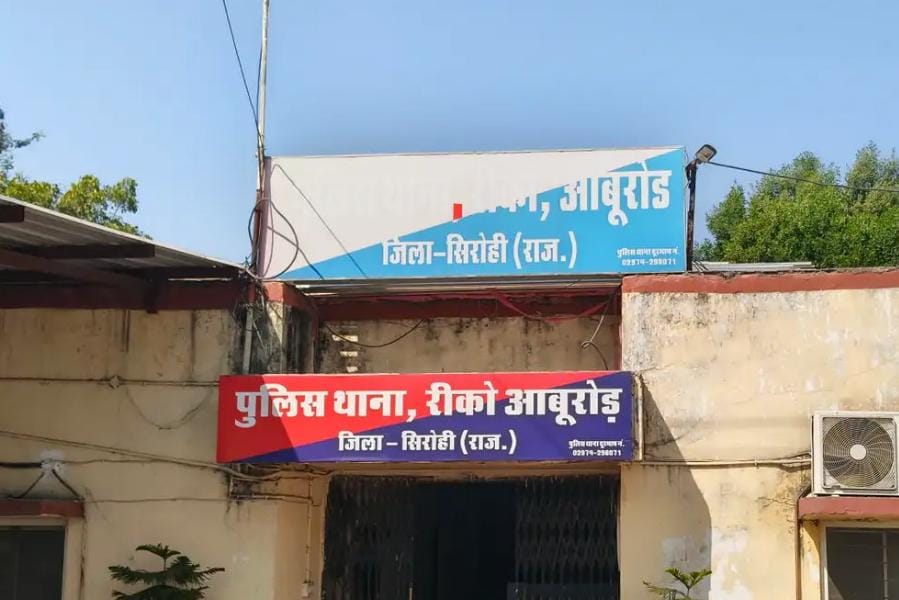 थाना, रीको, आबूरोड
जिला-सिरोही (राज.)
पुलिस थाना दूरभाष नं.
02974-298071
पुलिस थाना, रीको आबूरोड़
जिला - सिरोही (राज.)
पुलिस थाना दूरभाष नं.
02974-298071